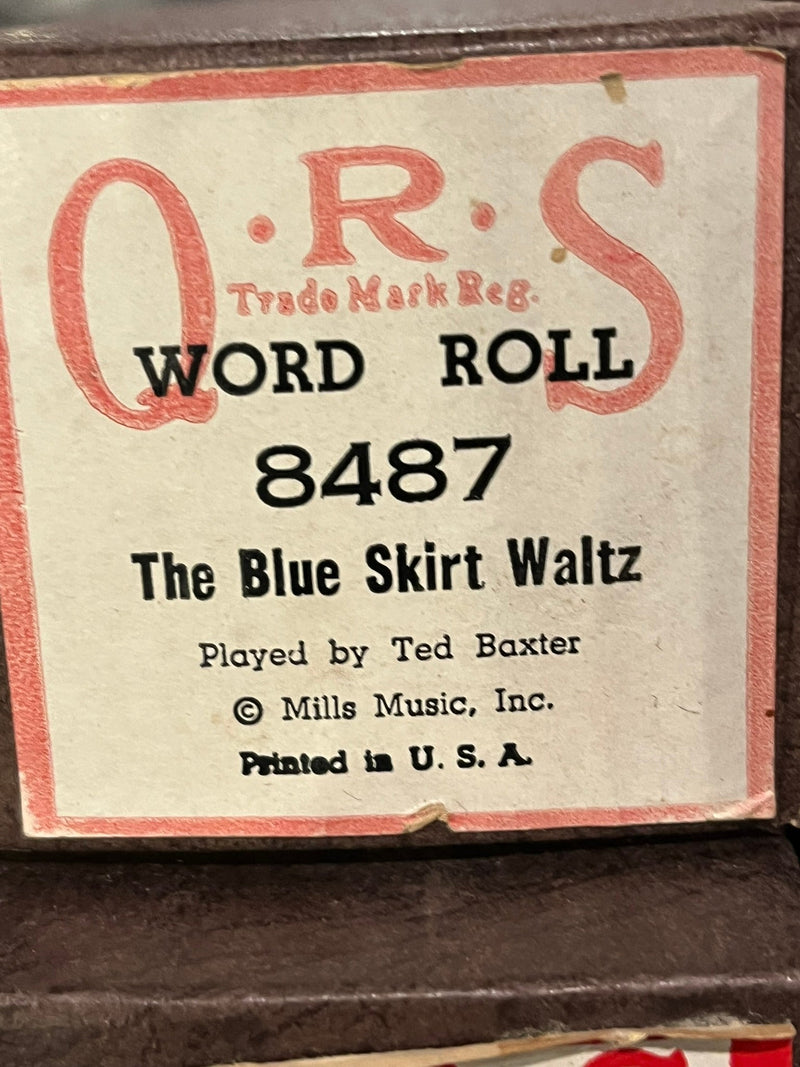 Q·R·S
Trade Mark Reg.
WORD ROLL
8487
The Blue Skirt Waltz
Played by Ted Baxter
© Mills Music, Inc.
Printed in U. S. A.